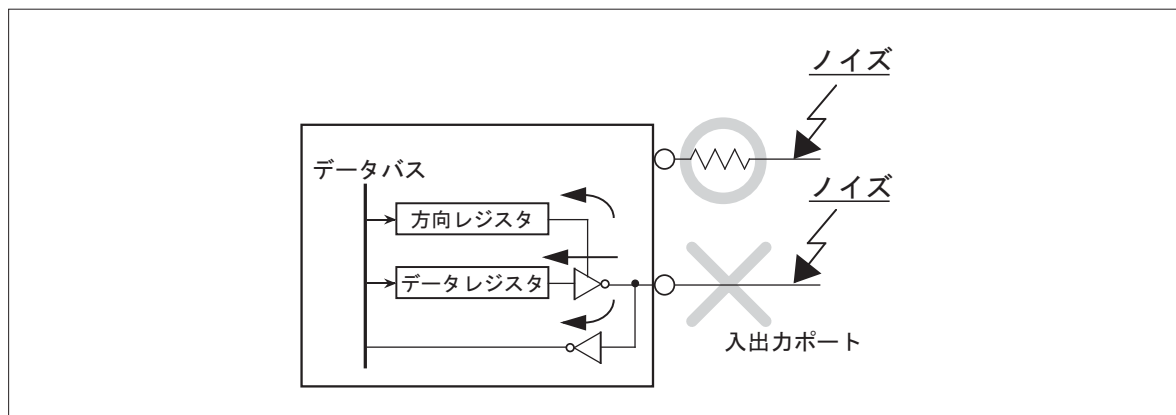 ノイズ
データバス
ノイズ
方向レジスタ
データレジスタ
入出力ポート